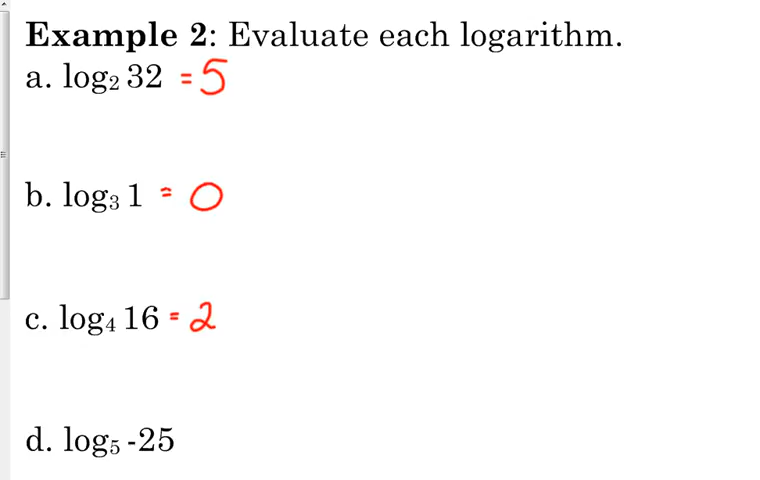 Example 2: Evaluate each logarithm.
a. log₂ 32 = 5
b. log₃ 1 = 0
c. log₄ 16 = 2
d. log₅ -25